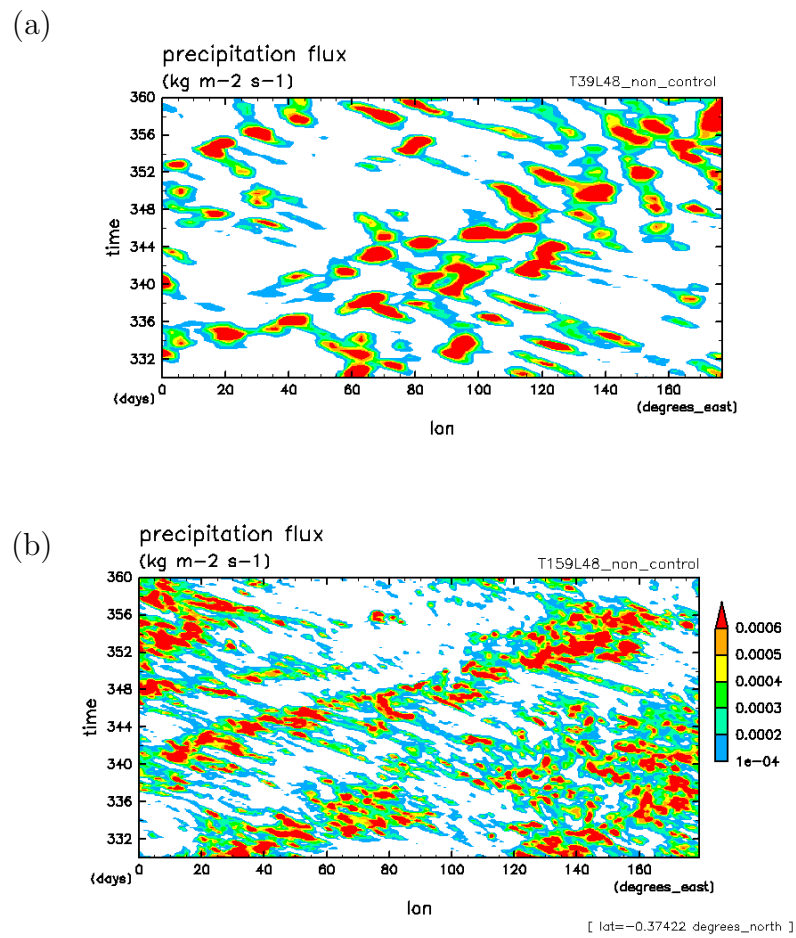 (a)
precipitation flux
(kg m-2 s-1) T39L48_non_control
360
356
352
348
344
340
336
332
time
0 20 40 60 80 100 120 140 160
(days) (degrees_east)
lon
(b)
precipitation flux
(kg m-2 s-1) T159L48_non_control
360
356
352
348
344
340
336
332
time
0 20 40 60 80 100 120 140 160
(days) (degrees_east)
lon
0.0006
0.0005
0.0004
0.0003
0.0002
1e-04
[ lat=-0.37422 degrees_north ]